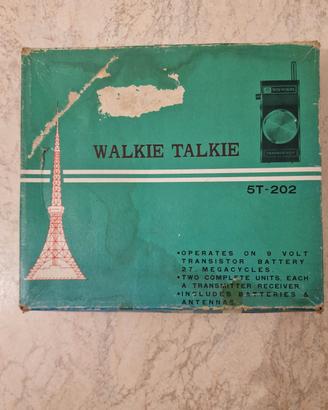 WALKIE TALKIE
5T-202
•OPERATES ON 9 VOLT
TRANSISTOR BATTERY
27 MEGACYCLES.
•TWO COMPLETE UNITS, EACH
A TRANSMITTER RECEIVER.
•INCLUDES BATTERIES &
ANTENNAS